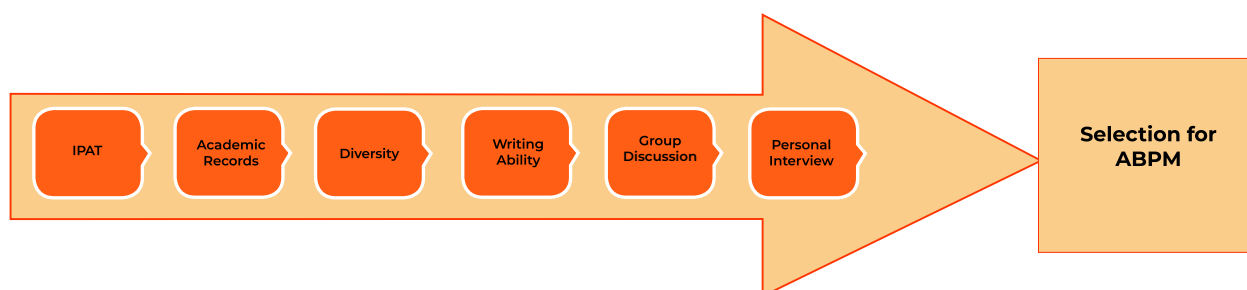 IPAT
Academic
Records
Diversity
Writing
Ability
Group
Discussion
Personal
Interview
Selection for
ABPM